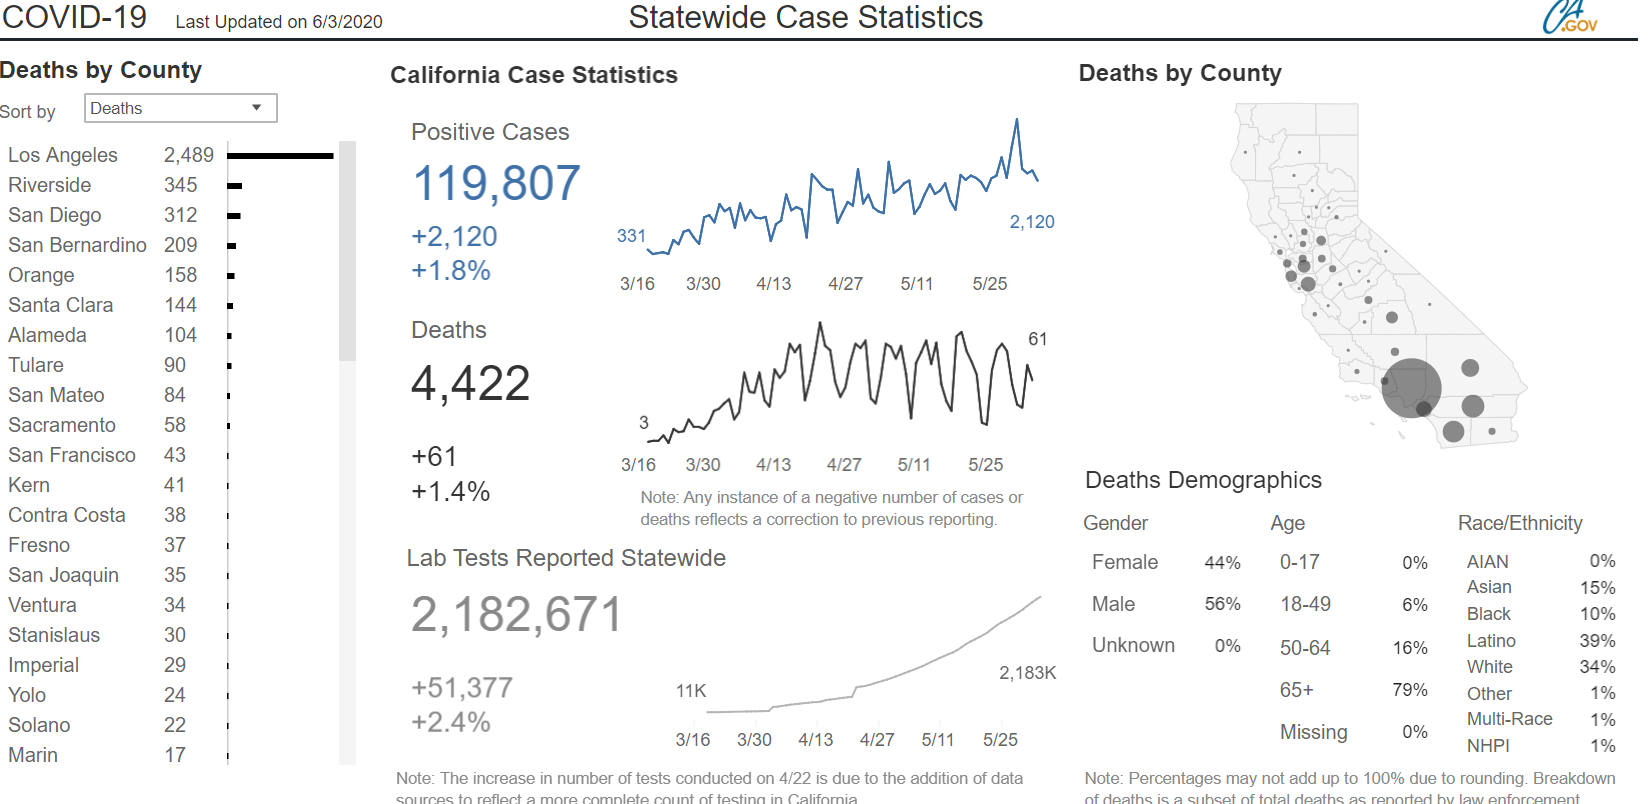 COVID-19
Last Updated on 6/3/2020
Statewide Case Statistics
CA
.GOV
Deaths by County
Sort by
Deaths
Los Angeles 2,489
Riverside 345
San Diego 312
San Bernardino 209
Orange 158
Santa Clara 144
Alameda 104
Tulare 90
San Mateo 84
Sacramento 58
San Francisco 43
Kern 41
Contra Costa 38
Fresno 37
San Joaquin 35
Ventura 34
Stanislaus 30
Imperial 29
Yolo 24
Solano 22
Marin 17
California Case Statistics
Positive Cases
119,807
+2,120
+1.8%
331
2,120
3/16 3/30 4/13 4/27 5/11 5/25
Deaths
4,422
+61
+1.4%
3
61
3/16 3/30 4/13 4/27 5/11 5/25
Note: Any instance of a negative number of cases or
deaths reflects a correction to previous reporting.
Lab Tests Reported Statewide
2,182,671
+51,377
+2.4%
11K
2,183K
3/16 3/30 4/13 4/27 5/11 5/25
Note: The increase in number of tests conducted on 4/22 is due to the addition of data
sources to reflect a more complete count of testing in California.
Deaths by County
Deaths Demographics
Gender
Female 44%
Male 56%
Unknown 0%
Age
0-17 0%
18-49 6%
50-64 16%
65+ 79%
Missing 0%
Race/Ethnicity
AIAN 0%
Asian 15%
Black 10%
Latino 39%
White 34%
Other 1%
Multi-Race 1%
NHPI 1%
Note: Percentages may not add up to 100% due to rounding. Breakdown
of deaths is a subset of total deaths as reported by law enforcement